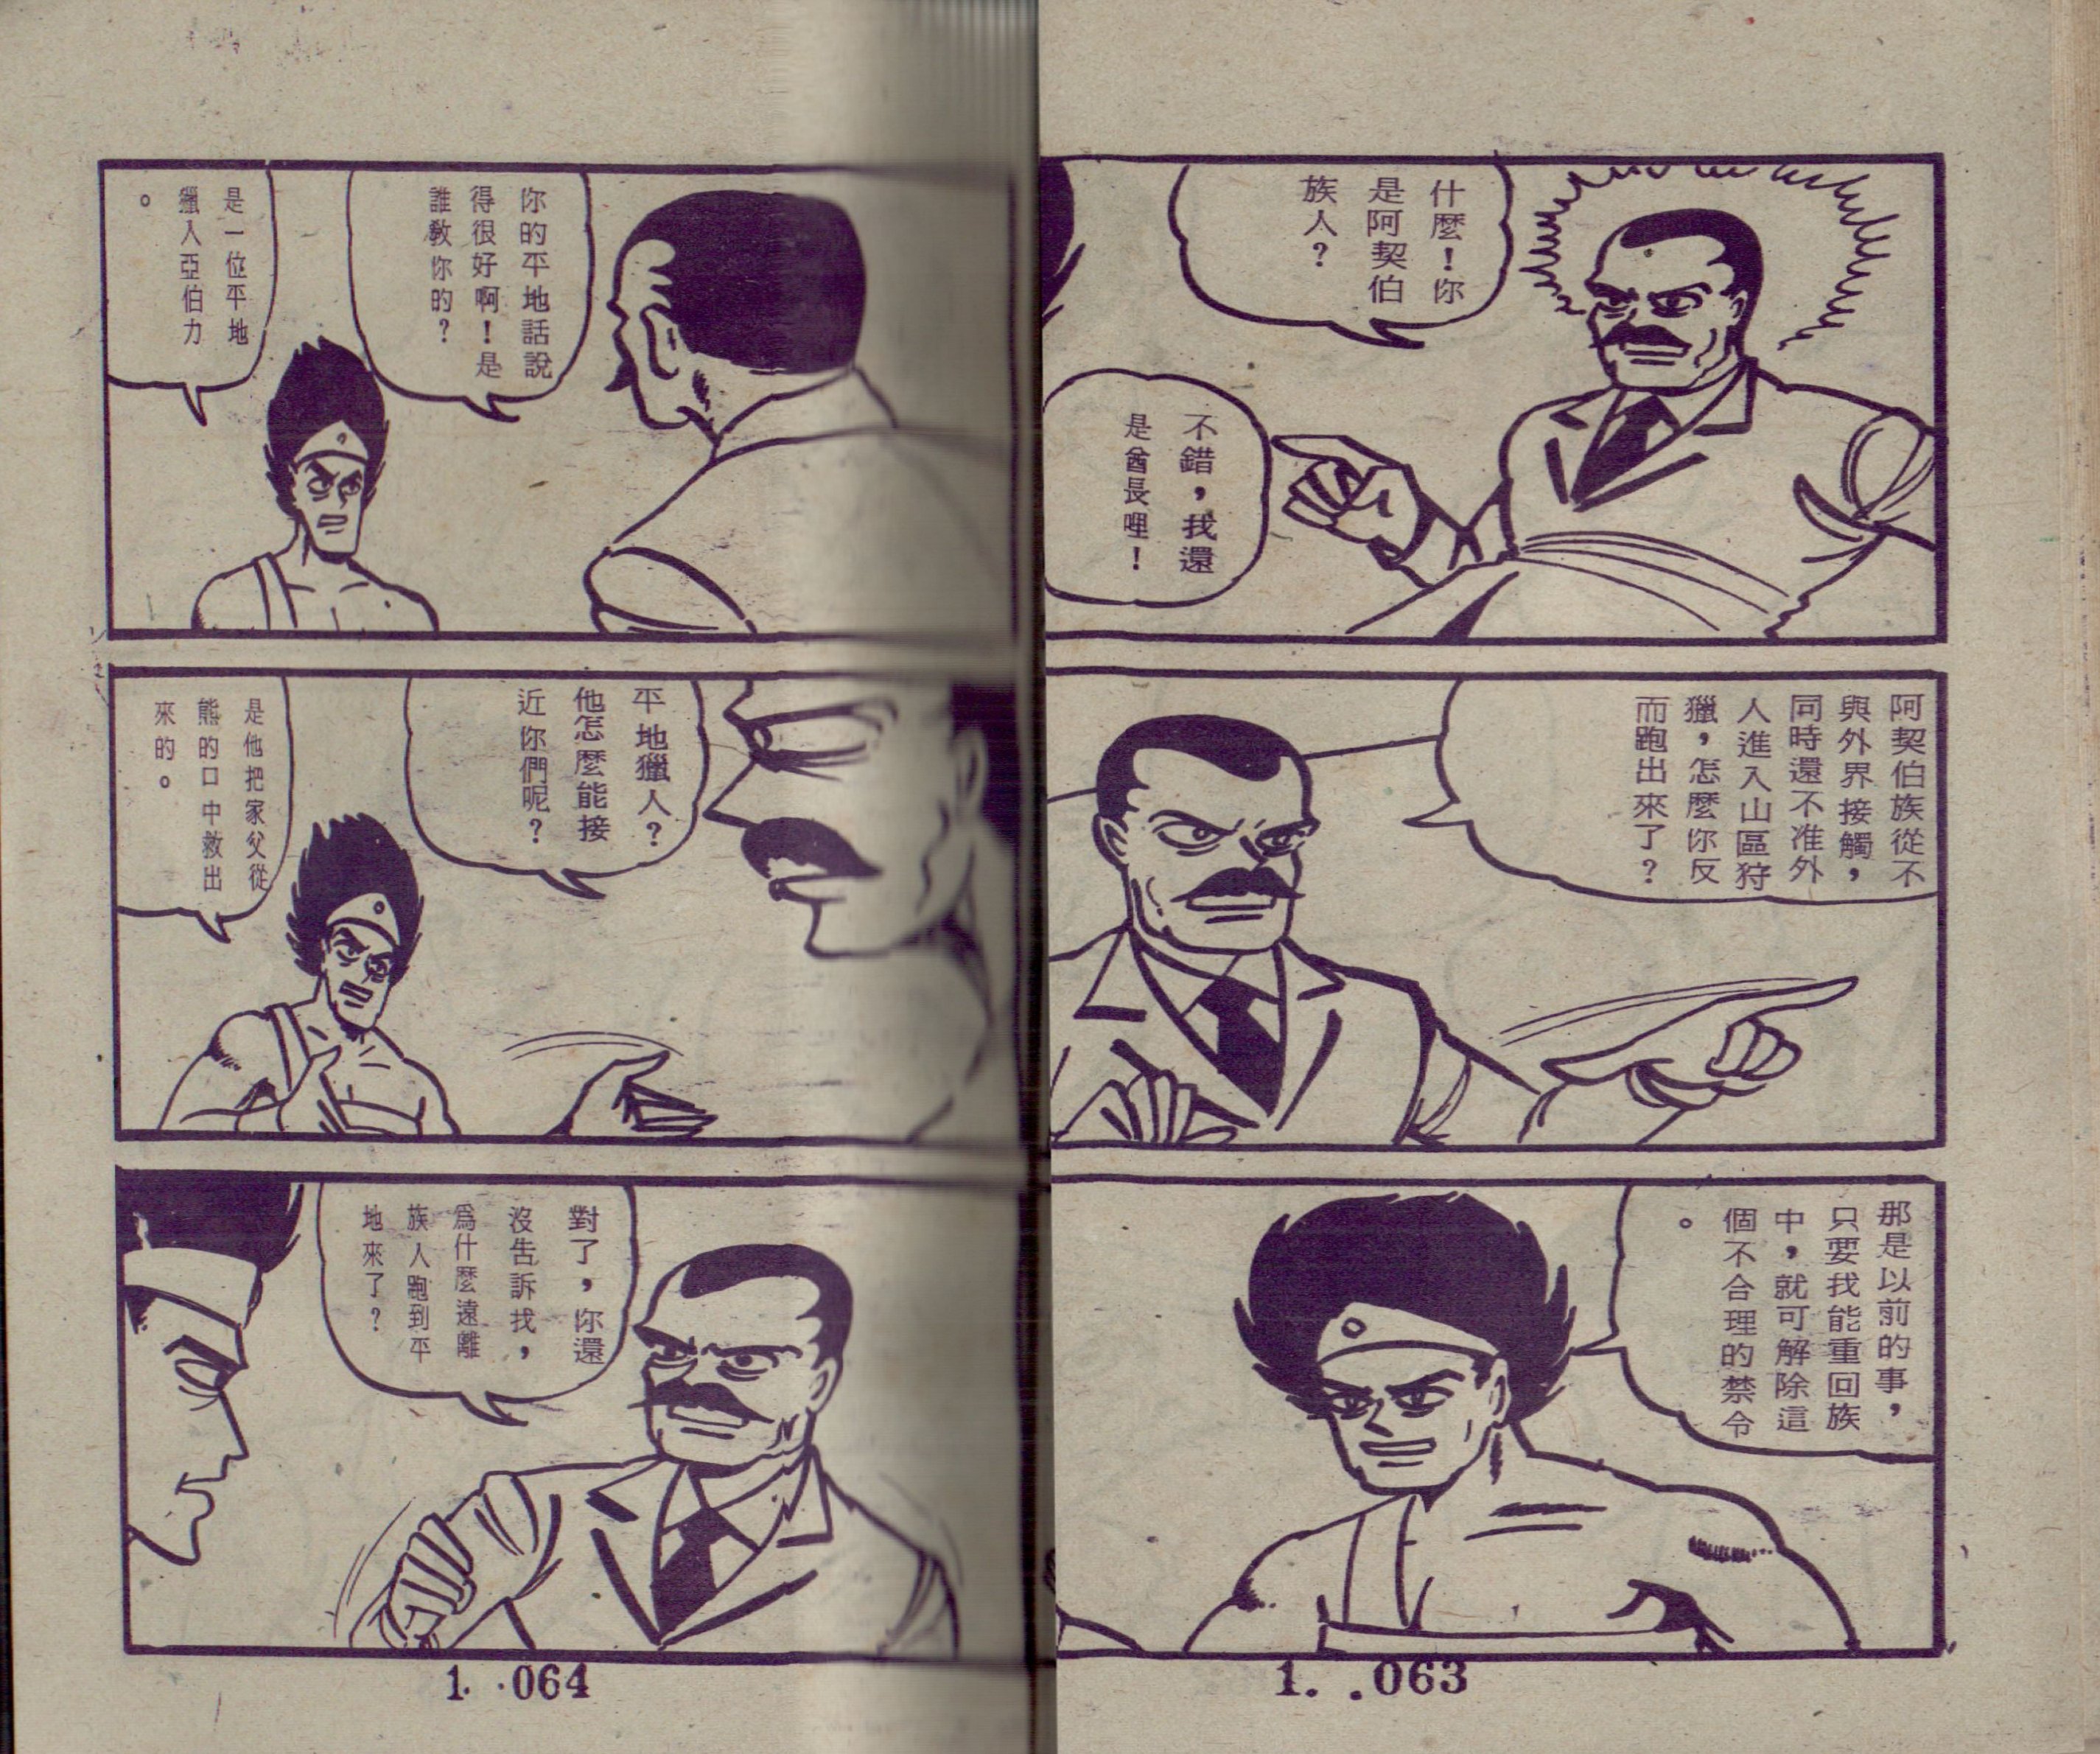 什麼！你
是阿契伯
族人？
不錯，我還
是酋長哩！
阿契伯族從不
與外界接觸，
同時還不准外
人進入山區狩
獵，怎麼你反
而跑出來了？
那是以前的事，
只要我能重回族
中，就可解除這
個不合理的禁令
。
1. .063
你的平地話說
得很好啊！是
誰教你的？
是一位平地
獵人亞伯力
。
平地獵人？
他怎麼能接
近你們呢？
是他把家父從
熊的口中救出
來的。
對了，你還
沒告訴我，
爲什麼遠離
族人跑到平
地來了？
1. .064